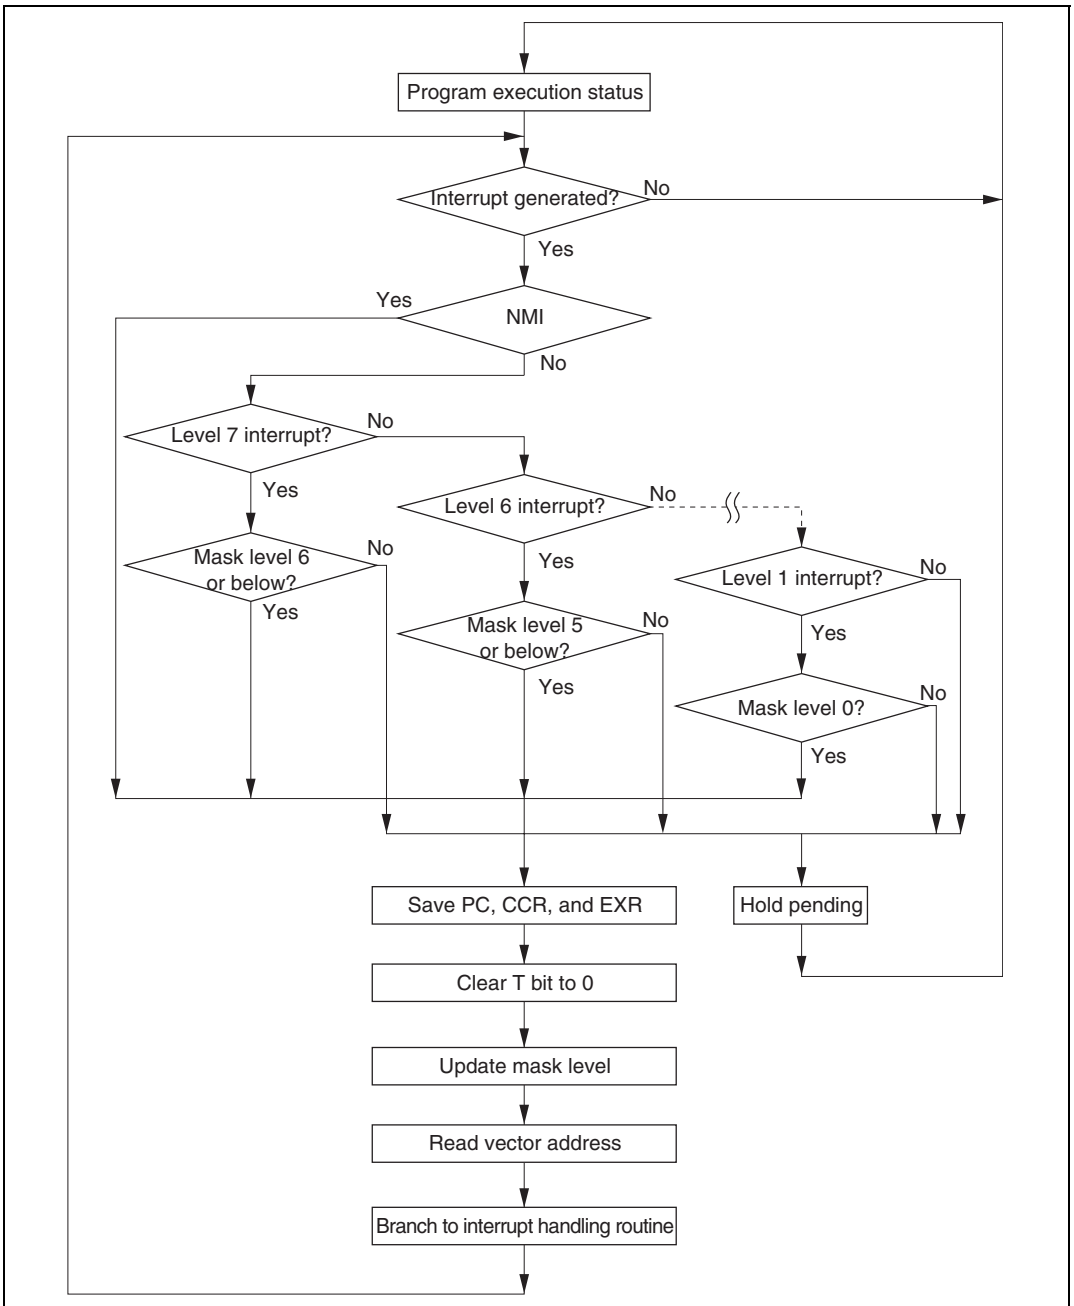 Program execution status
Interrupt generated?
No
Yes
Yes
NMI
No
Level 7 interrupt?
No
Yes
Level 6 interrupt?
No
Mask level 6
or below?
No
Yes
Yes
Level 1 interrupt?
No
Mask level 5
or below?
No
Yes
Yes
Mask level 0?
No
Yes
Save PC, CCR, and EXR
Hold pending
Clear T bit to 0
Update mask level
Read vector address
Branch to interrupt handling routine